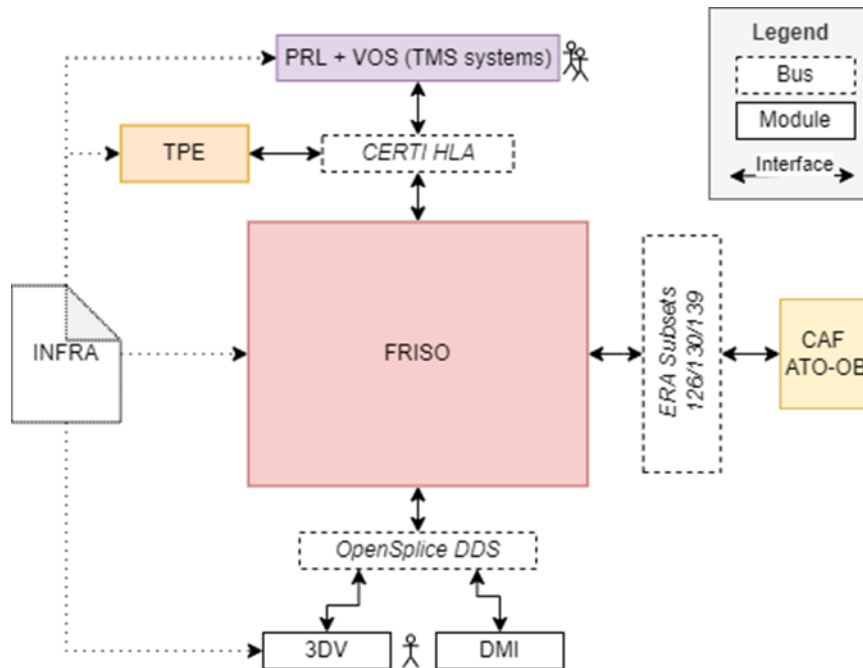 PRL + VOS (TMS systems)
Legend
Bus
Module
Interface
TPE
CERTI HLA
INFRA
FRISO
ERA Subsets
126/130/139
CAF
ATO-OB
OpenSplice DDS
3DV
DMI